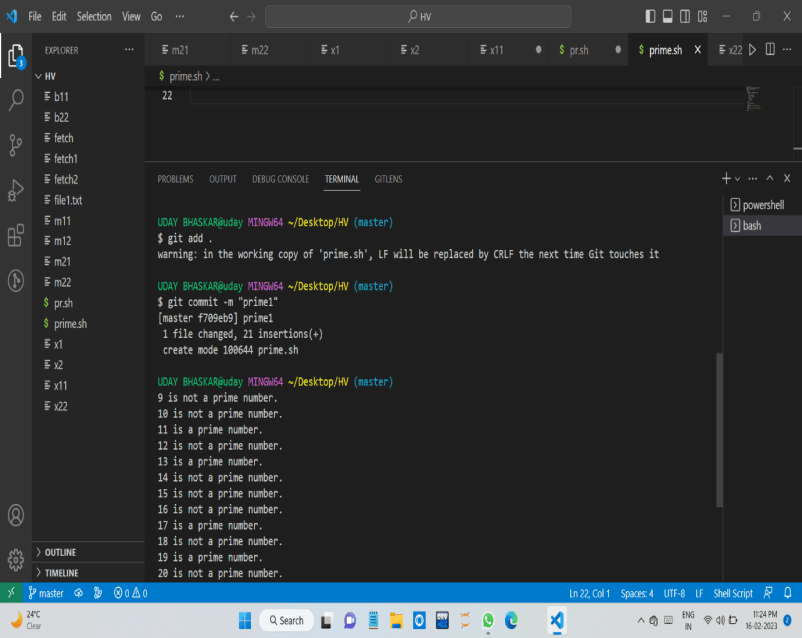 File Edit Selection View Go ··· HV
EXPLORER ···
3
HV
b11
b22
fetch
fetch1
fetch2
file1.txt
m11
m12
m21
m22
$ pr.sh
$ prime.sh
x1
x2
x11
x22
OUTLINE
TIMELINE
m21 m22 x1 x2 x11 $ pr.sh $ prime.sh x22
$ prime.sh > ...
22
PROBLEMS OUTPUT DEBUG CONSOLE TERMINAL GITLENS
powershell
bash
UDAY BHASKAR@uday MINGW64 ~/Desktop/HV (master)
$ git add .
warning: in the working copy of 'prime.sh', LF will be replaced by CRLF the next time Git touches it
UDAY BHASKAR@uday MINGW64 ~/Desktop/HV (master)
$ git commit -m "prime1"
[master f709eb9] prime1
1 file changed, 21 insertions(+)
create mode 100644 prime.sh
UDAY BHASKAR@uday MINGW64 ~/Desktop/HV (master)
9 is not a prime number.
10 is not a prime number.
11 is a prime number.
12 is not a prime number.
13 is a prime number.
14 is not a prime number.
15 is not a prime number.
16 is not a prime number.
17 is a prime number.
18 is not a prime number.
19 is a prime number.
20 is not a prime number.
master 0 0 Ln 22, Col 1 Spaces: 4 UTF-8 LF Shell Script
24°C
Clear
Search
ENG
IN
11:24 PM
16-02-2023
2